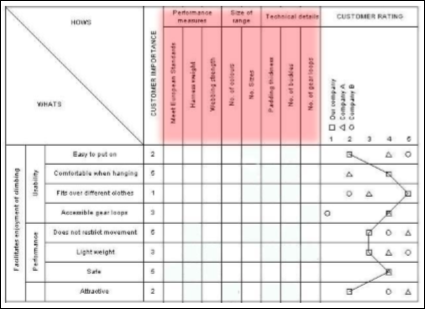 HOWS
WHATS
CUSTOMER IMPORTANCE
Performance measures
Size of range
Technical details
CUSTOMER RATING
Meet European Standards
Harness weight
Webbing strength
No. of colours
No. Sizes
Padding thickness
No. of buckles
No. of gear loops
Our company
Company A
Company B
1 2 3 4 5
Facilitates enjoyment of climbing
Usability
Easy to put on 2
Comfortable when hanging 5
Fits over different clothes 1
Accessible gear loops 3
Performance
Does not restrict movement 5
Light weight 3
Safe 5
Attractive 2